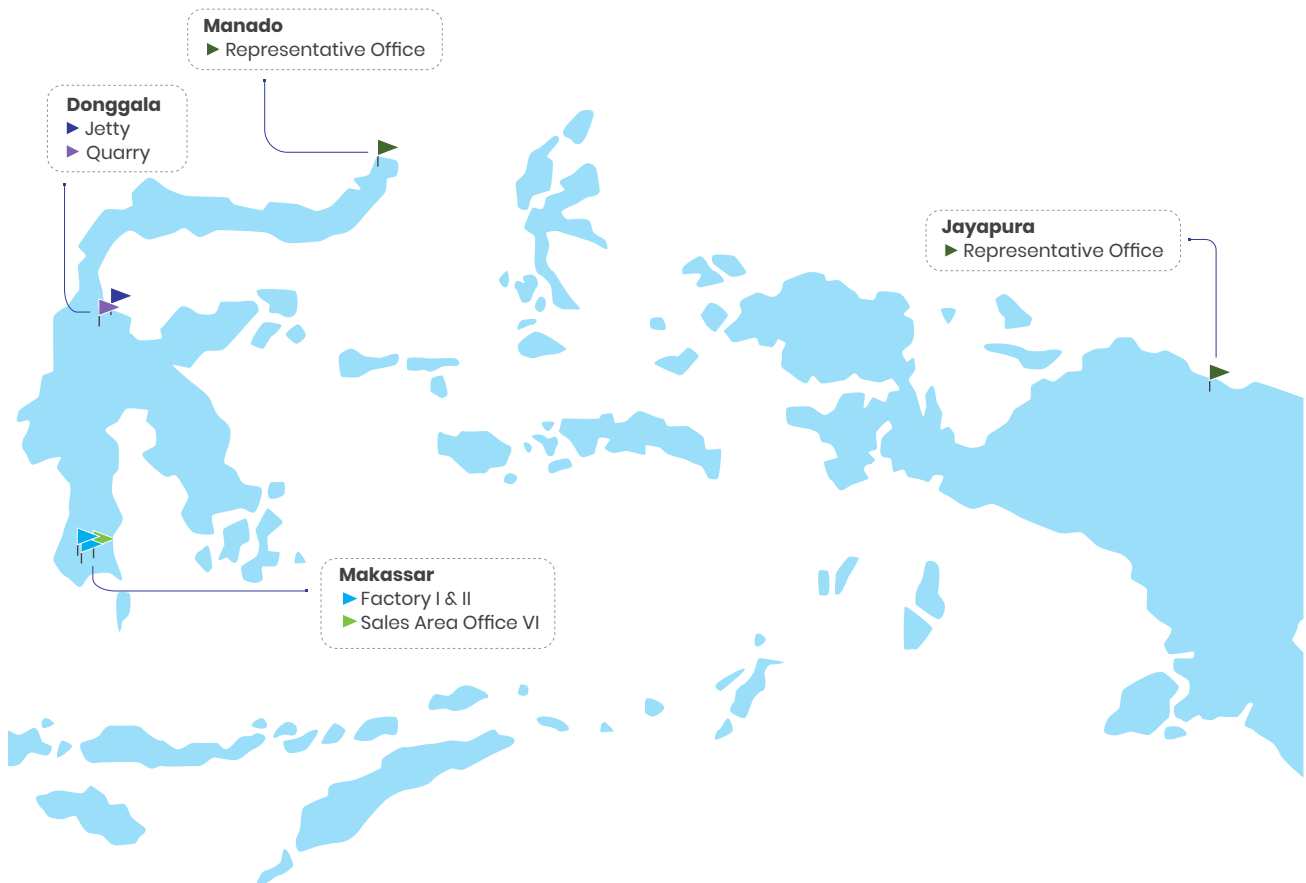 Manado
Representative Office
Donggala
Jetty
Quarry
Jayapura
Representative Office
Makassar
Factory I & II
Sales Area Office VI